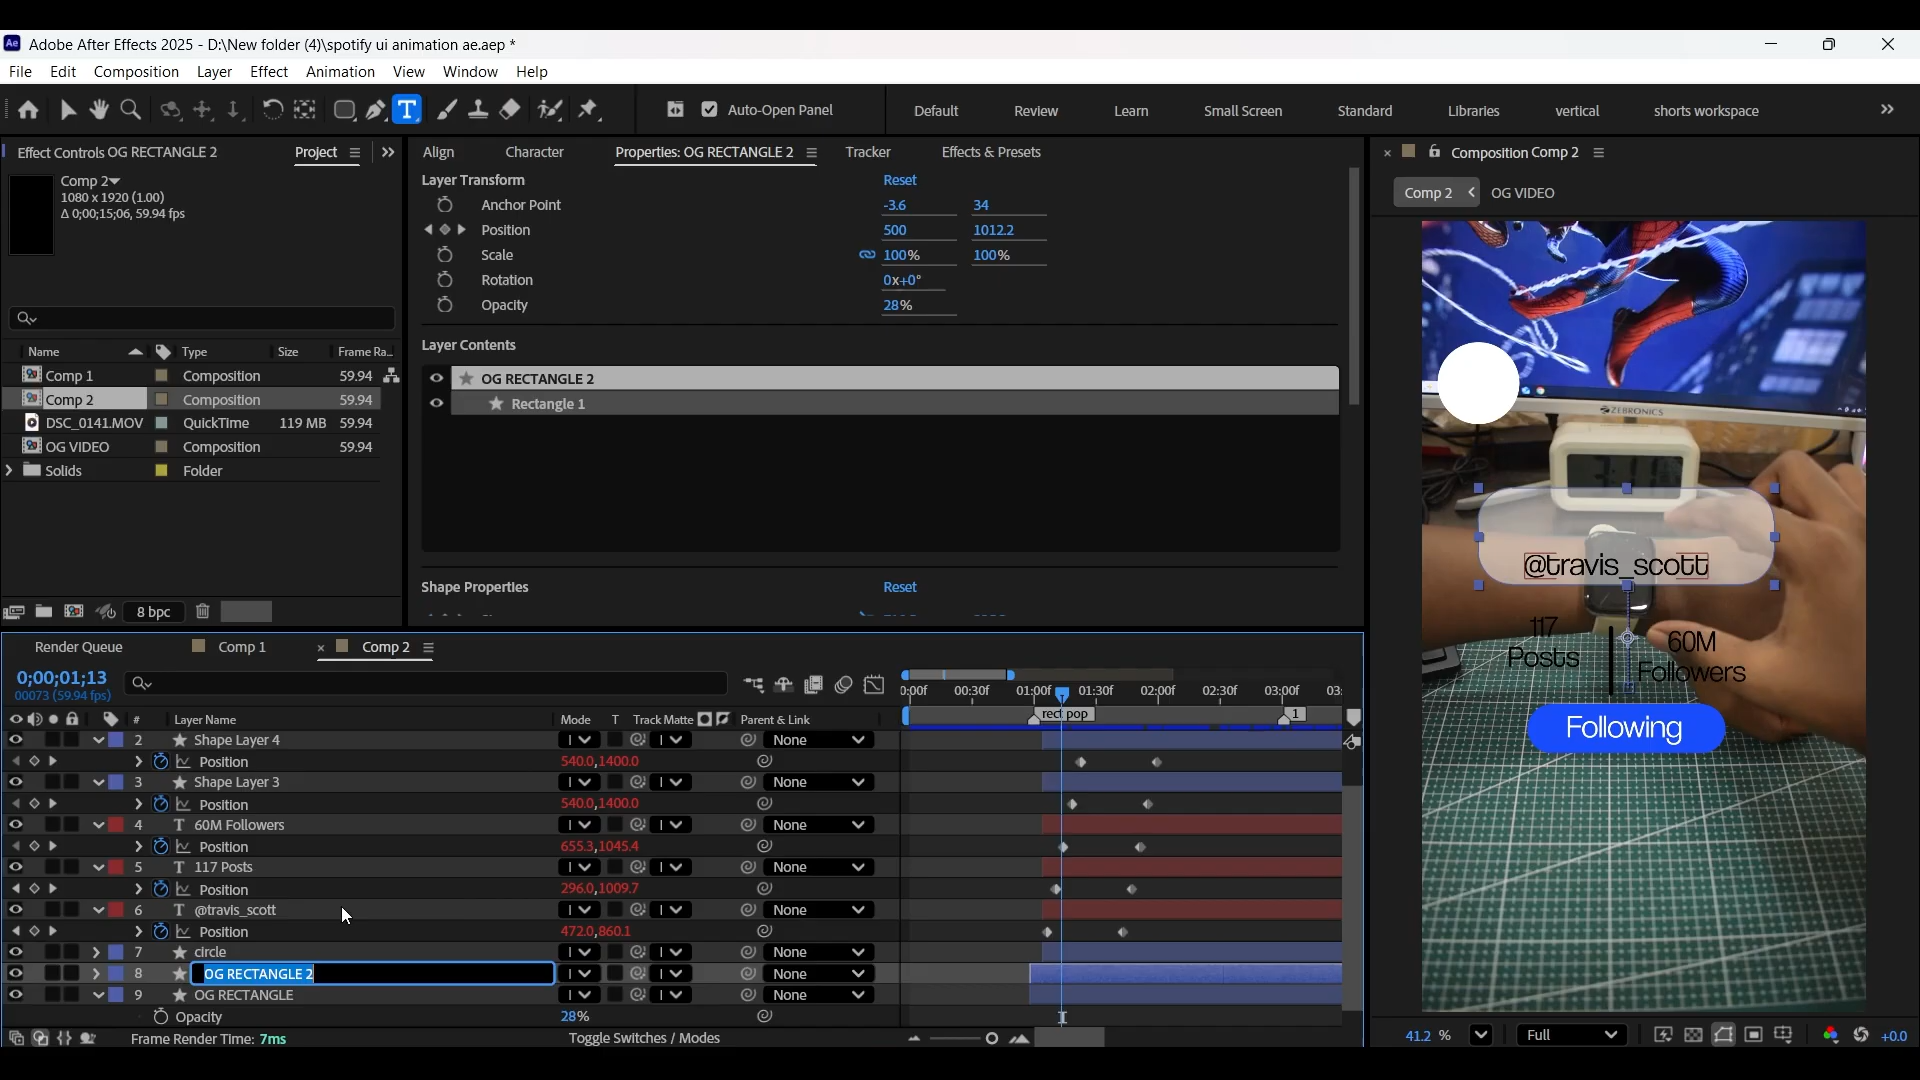 Adobe After Effects 2025 - D:\New folder (4)\spotify ui animation ae.aep *
File Edit Composition Layer Effect Animation View Window Help
Auto-Open Panel Default Review Learn Small Screen Standard Libraries vertical shorts workspace
Effect Controls OG RECTANGLE 2 Project
Comp 2
1080 x 1920 (1.00)
Δ 0;00;15;06, 59.94 fps
Name Type Size Frame Ra...
Comp 1 Composition 59.94
Comp 2 Composition 59.94
DSC_0141.MOV QuickTime 119 MB 59.94
OG VIDEO Composition 59.94
Solids Folder
8 bpc
Align Character Properties: OG RECTANGLE 2 Tracker Effects & Presets
Layer Transform Reset
Anchor Point -3.6 34
Position 500 1012.2
Scale 100% 100%
Rotation 0x+0°
Opacity 28%
Layer Contents
OG RECTANGLE 2
Rectangle 1
Shape Properties Reset
Composition Comp 2
Comp 2 OG VIDEO
ZEBRONICS
@travis_scott
117
Posts
60M
Followers
Following
41.2 % Full +0.0
Render Queue Comp 1 Comp 2
0;00;01;13
00073 (59.94 fps)
0:00f 00:30f 01:00f 01:30f 02:00f 02:30f 03:00f 03:
rect pop 1
# Layer Name Mode T Track Matte Parent & Link
2 Shape Layer 4 None
Position 540.0,1400.0
3 Shape Layer 3 None
Position 540.0,1400.0
4 T 60M Followers None
Position 655.3,1045.4
5 T 117 Posts None
Position 296.0,1009.7
6 T @travis_scott None
Position 472.0,860.1
7 circle None
8 OG RECTANGLE 2 None
9 OG RECTANGLE None
Opacity 28%
Frame Render Time: 7ms Toggle Switches / Modes